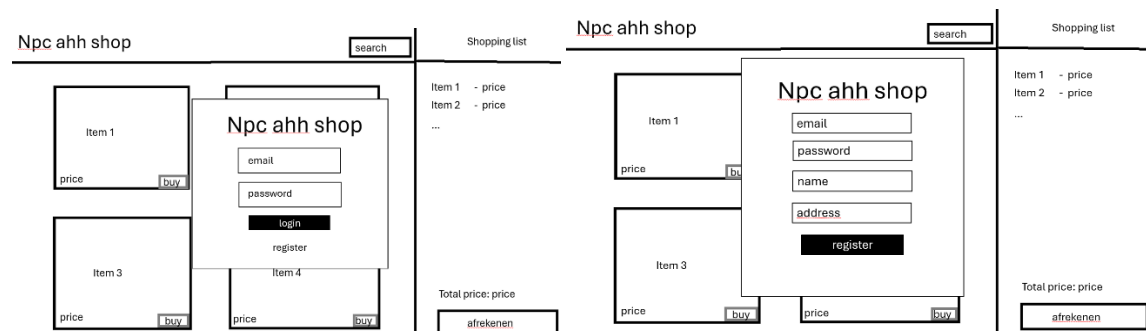 Npc ahh shop
search
Shopping list
Item 1 - price
Item 2 - price
...
Item 1
price
buy
Npc ahh shop
email
password
login
register
Item 3
price
buy
Item 4
price
buy
Total price: price
afrekenen
Npc ahh shop
search
Shopping list
Item 1 - price
Item 2 - price
...
Item 1
price
bu
Npc ahh shop
email
password
name
address
register
Item 3
price
buy
price
buy
Total price: price
afrekenen